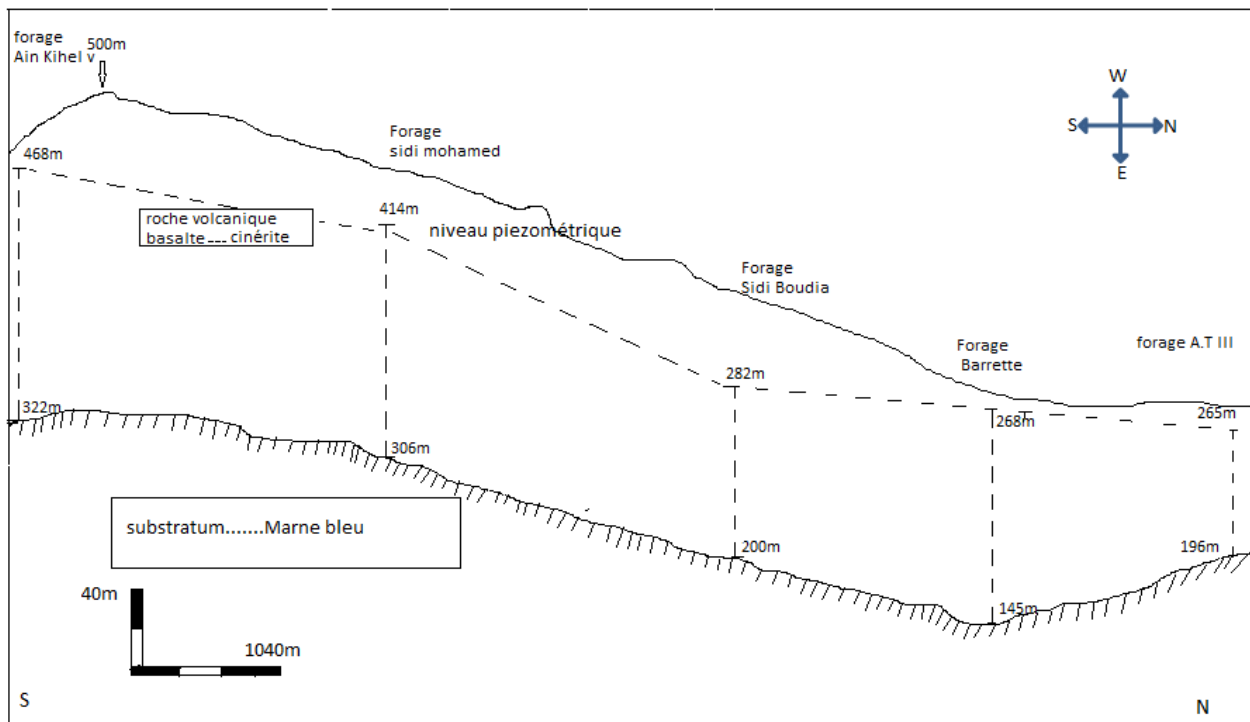 forage
Ain Kihel v
500m
W
S
N
E
Forage
sidi mohamed
468m
414m
roche volcanique
basalte --- cinérite
niveau piezométrique
Forage
Sidi Boudia
Forage
Barrette
forage A.T III
282m
268m
265m
322m
306m
substratum.......Marne bleu
200m
196m
145m
40m
1040m
S
N